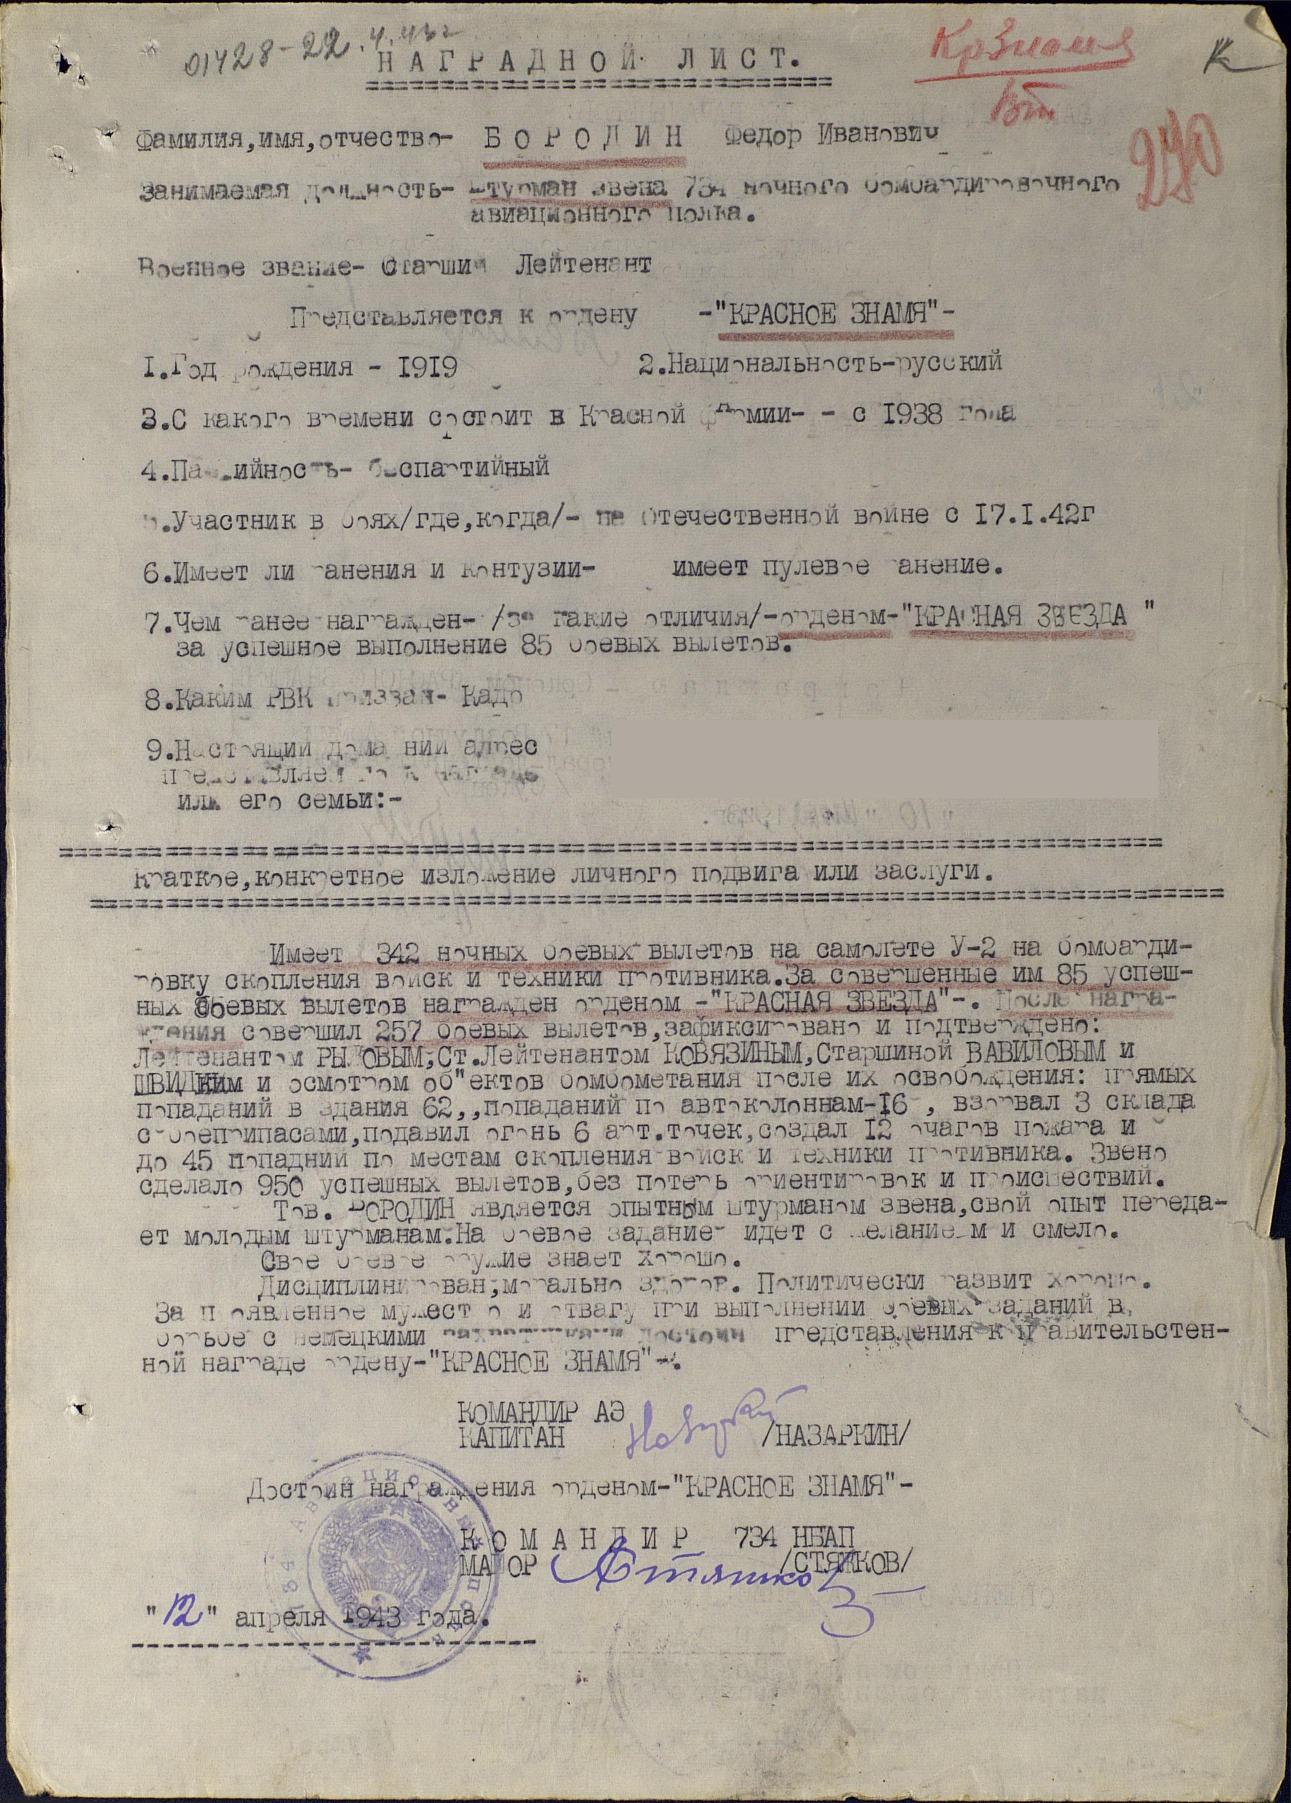 01428-22.4.43г
НАГРАДНОЙ ЛИСТ.
КрЗнамя
К
270
Фамилия,имя,отчество- БОРОДИН Федор Иванович
Занимаемая должность- штурман звена 734 ночного бомбардировочного
авиационного полка.
Военное звание- Старший Лейтенант
Представляется к ордену -"КРАСНОЕ ЗНАМЯ"-
1.Год рождения - 1919 2.Национальность-русский
3.С какого времени состоит в Красной Армии- - с 1938 года
4.Партийность- беспартийный
5.Участник в боях/где,когда/- на Отечественной войне с 17.I.42г
6.Имеет ли ранения и контузии- имеет пулевое ранение.
7.Чем ранее награжден- /за какие отличия/-орденом-"КРАСНАЯ ЗВЕЗДА "
за успешное выполнение 85 боевых вылетов.
8.Каким РВК призван- Кадр
9.Настоящий домашний адрес
представляемого к награде
или его семьи:-
Краткое,конкретное изложение личного подвига или заслуги.
Имеет 342 ночных боевых вылетов на самолете У-2 на бомбарди-
ровку скопления войск и техники противника.За совершенные им 85 успеш-
ных боевых вылетов награжден орденом -"КРАСНАЯ ЗВЕЗДА"-. После награ-
ждения совершил 257 боевых вылетов,зафиксировано и подтверждено:
Лейтенантом РЫЖОВЫМ,Ст.Лейтенантом КОВЯЗИНЫМ,Старшиной ВАВИЛОВЫМ и
ШВИДКИМ и осмотром об"ектов бомбометания после их освобождения: прямых
попаданий в здания 62,,попаданий по автоколоннам-16 , взорвал 3 склада
с боеприпасами,подавил огонь 6 арт.точек,создал 12 очагов пожара и
до 45 попадний по местам скопления войск и техники противника. Звено
сделало 950 успешных вылетов,без потерь ориентировок и происшествий.
Тов. БОРОДИН является опытным штурманом звена,свой опыт переда-
ет молодым штурманам.На боевое задание идет с желанием и смело.
Свое боевое оружие знает хорошо.
Дисциплинирован,морально здоров. Политически развит хорошо.
За проявленное мужество и отвагу при выполнении боевых заданий в
борьбе с немецкими захватчиками достоин представления к правительствен-
ной награде ордену-"КРАСНОЕ ЗНАМЯ"-.
КОМАНДИР АЭ
КАПИТАН /НАЗАРКИН/
Достоин награждения орденом-"КРАСНОЕ ЗНАМЯ"-
КОМАНДИР 734 НБАП
МАЙОР /СТЯЖКОВ/
"12" апреля 1943 года.